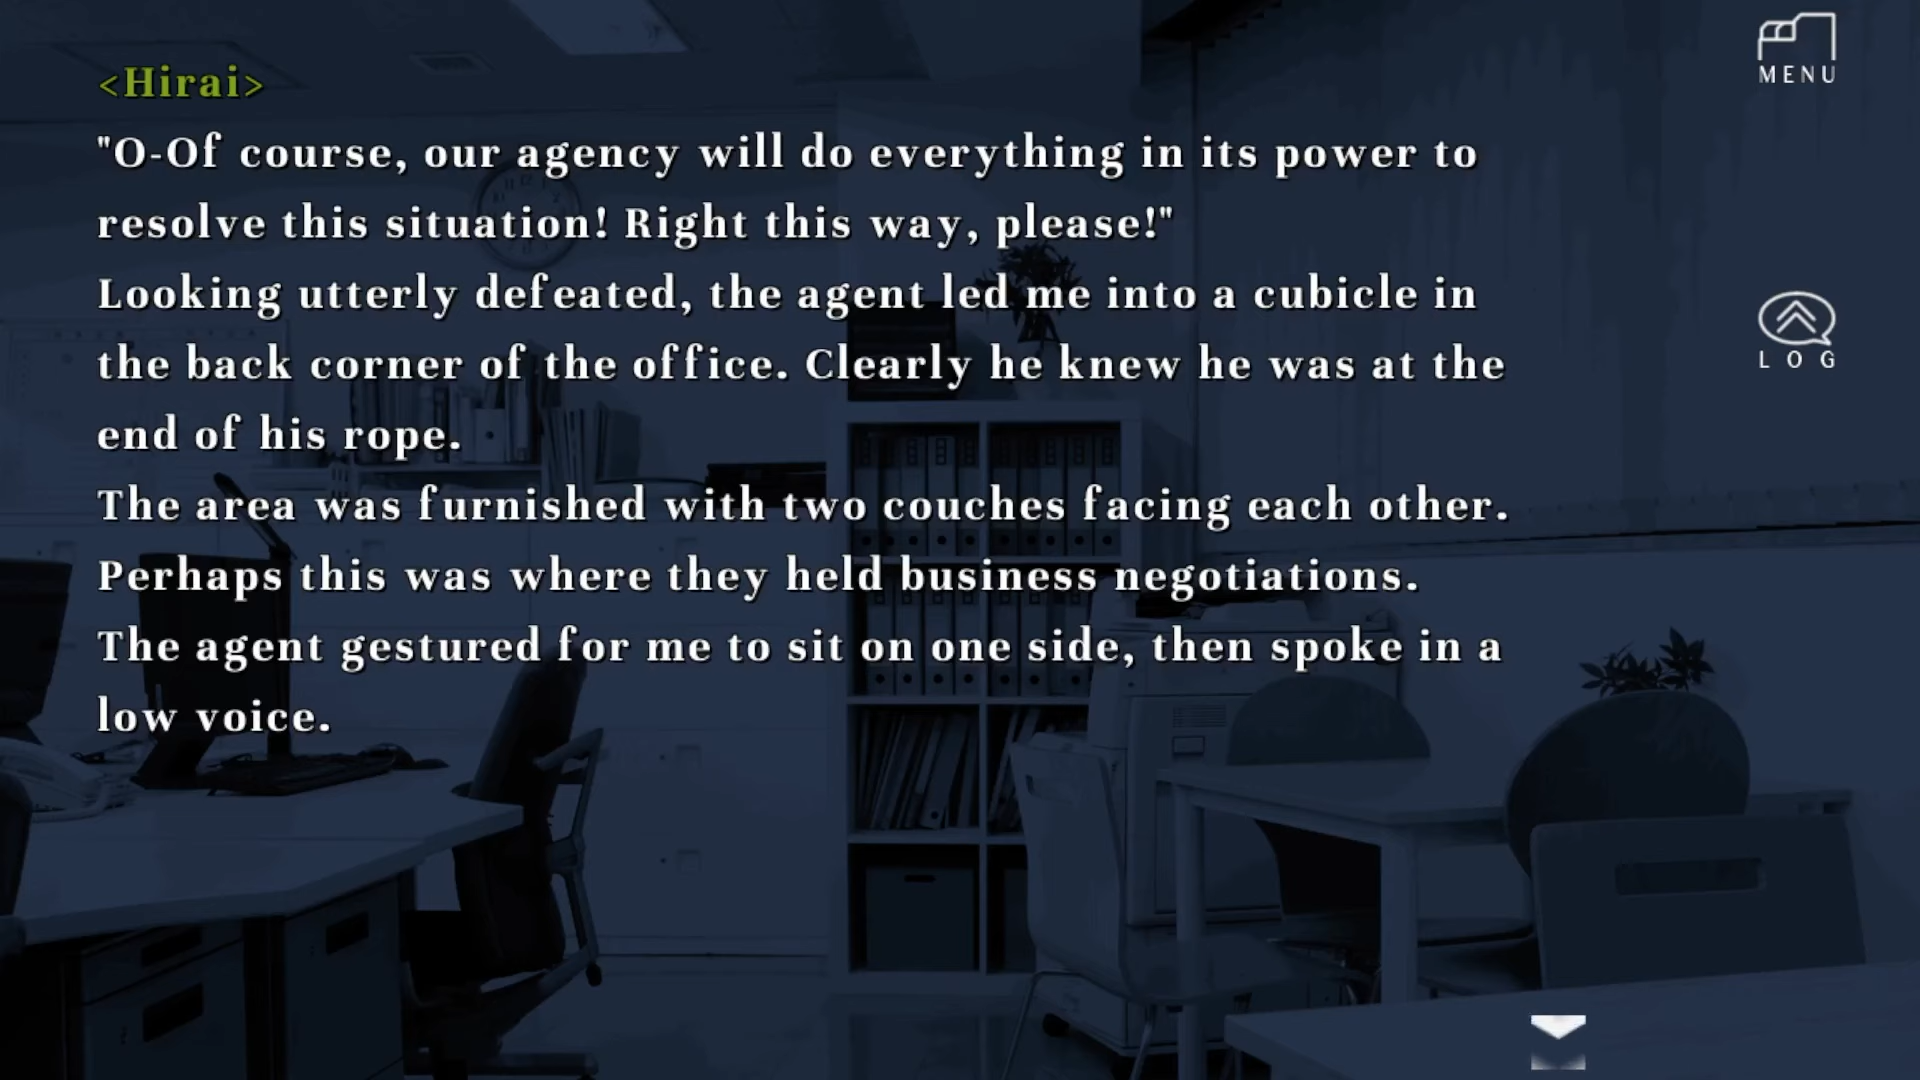 MENU
<Hirai>
"O-Of course, our agency will do everything in its power to
resolve this situation! Right this way, please!"
Looking utterly defeated, the agent led me into a cubicle in
the back corner of the office. Clearly he knew he was at the
end of his rope.
The area was furnished with two couches facing each other.
Perhaps this was where they held business negotiations.
The agent gestured for me to sit on one side, then spoke in a
low voice.
LOG